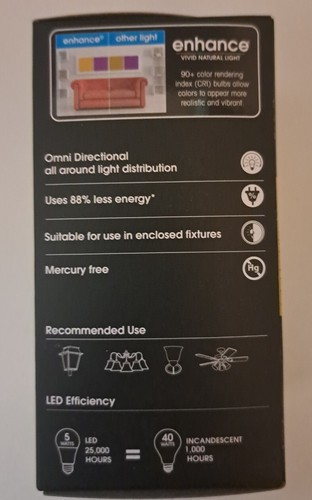 enhance® other light
enhance
VIVID NATURAL LIGHT
90+ color rendering
index (CRI) bulbs allow
colors to appear more
realistic and vibrant.
Omni Directional
all around light distribution
Uses 88% less energy*
Suitable for use in enclosed fixtures
Mercury free
Hg
Recommended Use
LED Efficiency
5
WATTS
LED
25,000
HOURS
=
40
WATTS
INCANDESCENT
1,000
HOURS